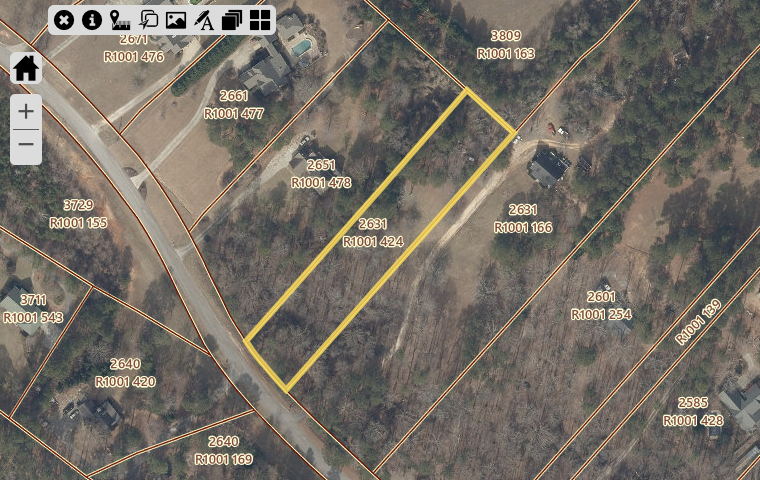 2671
R1001 476
3809
R1001 163
2661
R1001 477
2651
R1001 478
3729
R1001 155
2631
R1001 424
2631
R1001 166
3711
R1001 543
2601
R1001 254
R1001 139
2640
R1001 420
2585
R1001 428
2640
R1001 169
+
−